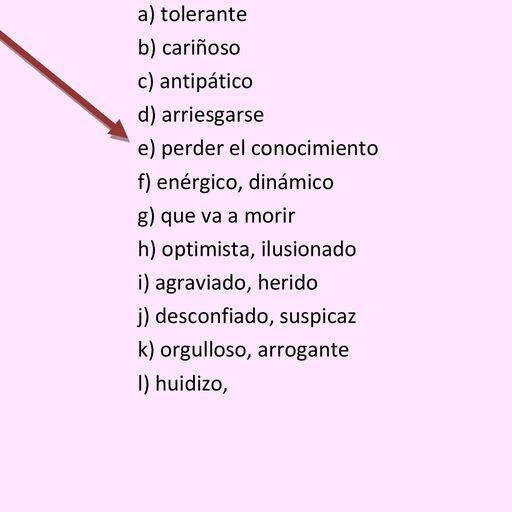 a) tolerante
b) cariñoso
c) antipático
d) arriesgarse
e) perder el conocimiento
f) enérgico, dinámico
g) que va a morir
h) optimista, ilusionado
i) agraviado, herido
j) desconfiado, suspicaz
k) orgulloso, arrogante
l) huidizo,